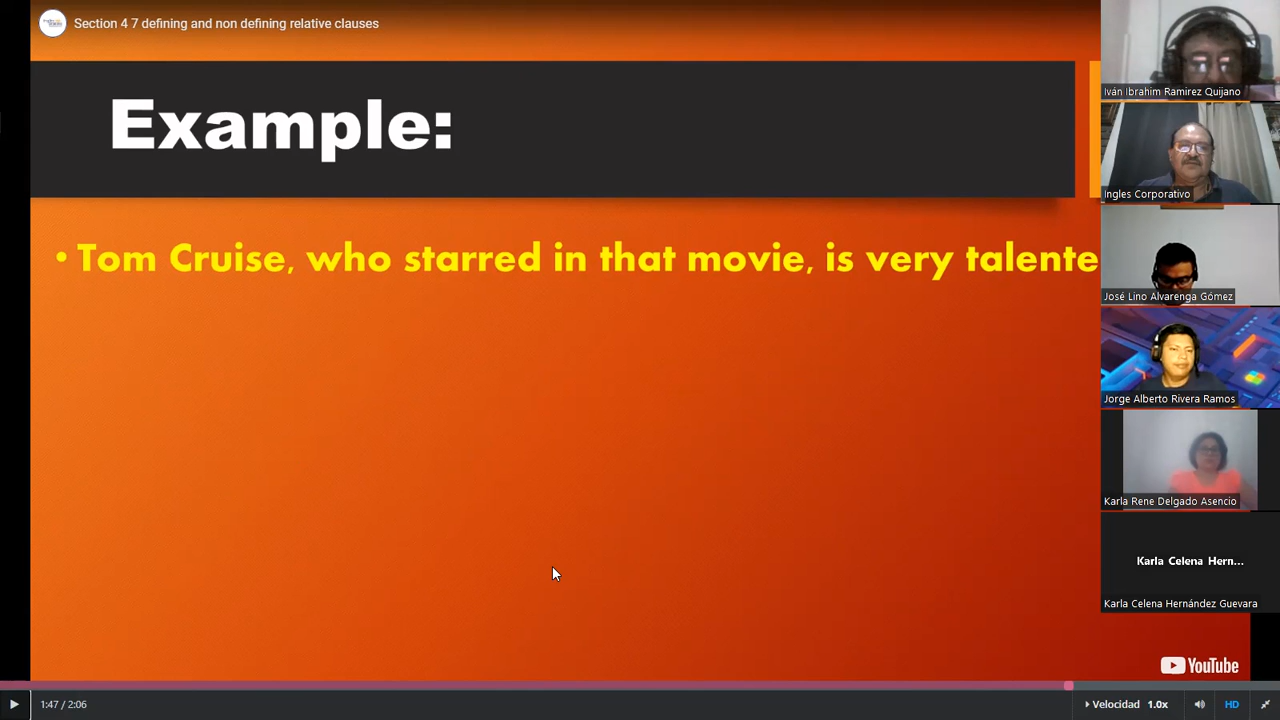 Section 4 7 defining and non defining relative clauses
Example:
• Tom Cruise, who starred in that movie, is very talente
Iván Ibrahim Ramirez Quijano
Ingles Corporativo
José Lino Alvarenga Gómez
Jorge Alberto Rivera Ramos
Karla Rene Delgado Asencio
Karla Celena Hern...
Karla Celena Hernández Guevara
YouTube
1:47 / 2:06
Velocidad 1.0x
HD